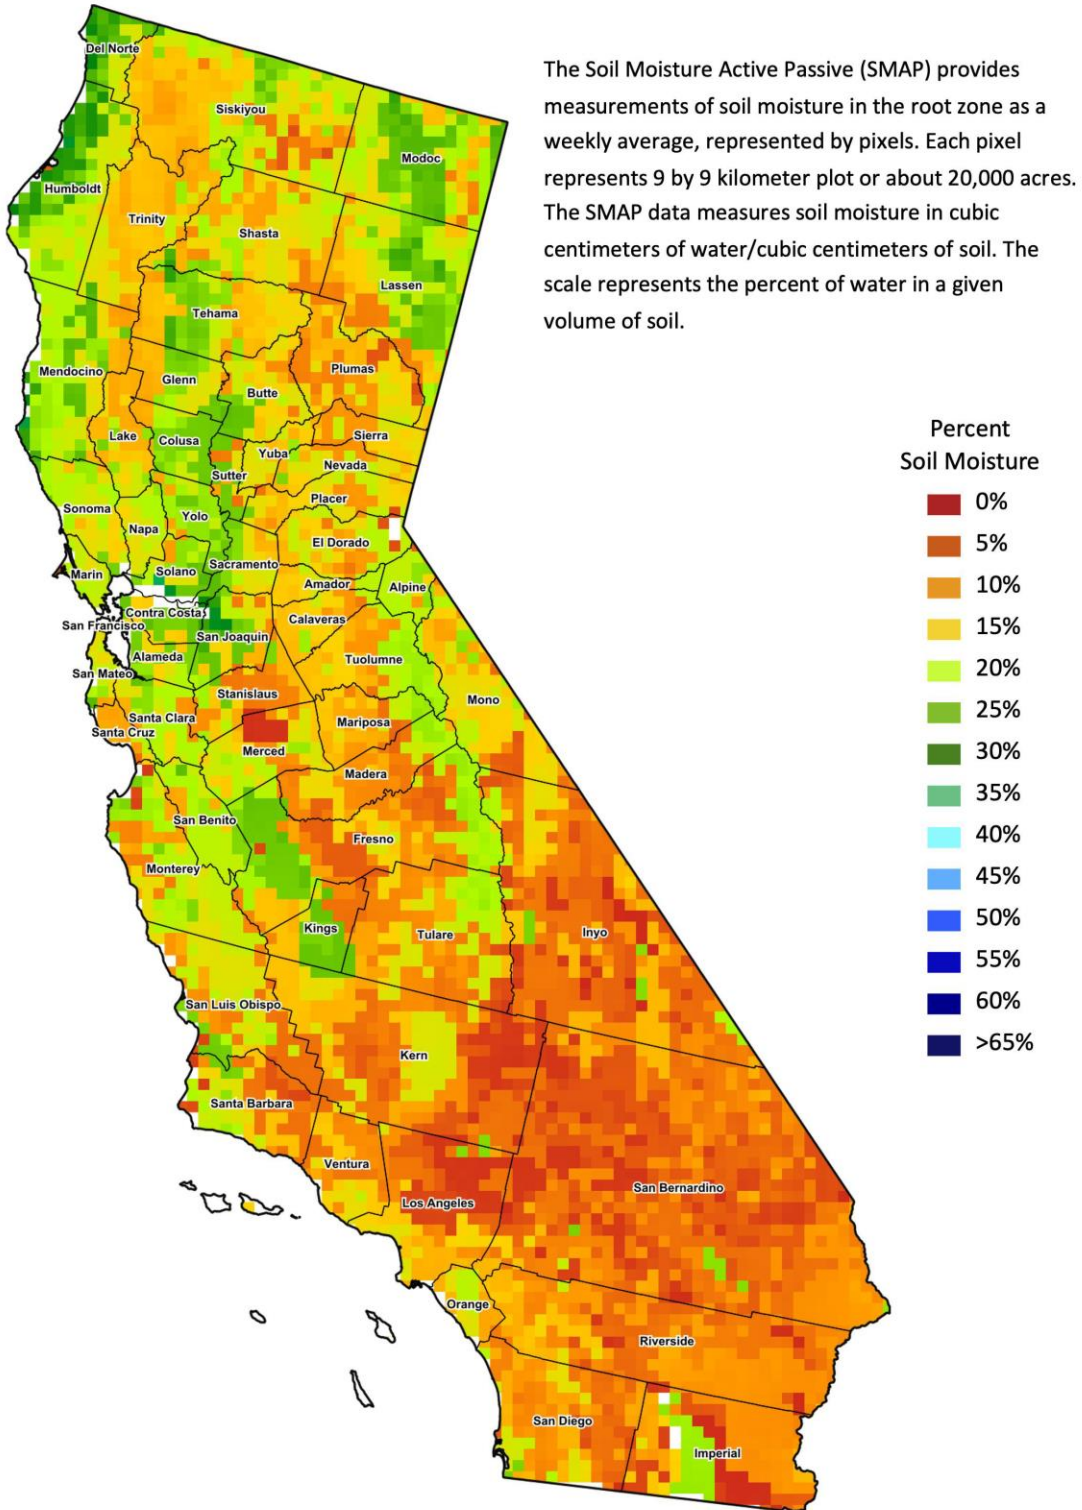 The Soil Moisture Active Passive (SMAP) provides
measurements of soil moisture in the root zone as a
weekly average, represented by pixels. Each pixel
represents 9 by 9 kilometer plot or about 20,000 acres.
The SMAP data measures soil moisture in cubic
centimeters of water/cubic centimeters of soil. The
scale represents the percent of water in a given
volume of soil.
Del Norte
Siskiyou
Modoc
Humboldt
Trinity
Shasta
Lassen
Tehama
Mendocino
Glenn
Butte
Plumas
Lake
Colusa
Sierra
Yuba
Nevada
Sutter
Placer
Sonoma
Napa
Yolo
El Dorado
Sacramento
Marin
Solano
Amador
Alpine
Contra Costa
Calaveras
San Francisco
San Joaquin
Alameda
Tuolumne
San Mateo
Stanislaus
Mono
Santa Clara
Mariposa
Santa Cruz
Merced
Madera
San Benito
Fresno
Monterey
Kings
Tulare
Inyo
San Luis Obispo
Kern
Santa Barbara
Ventura
San Bernardino
Los Angeles
Orange
Riverside
San Diego
Imperial
Percent
Soil Moisture
0%
5%
10%
15%
20%
25%
30%
35%
40%
45%
50%
55%
60%
>65%